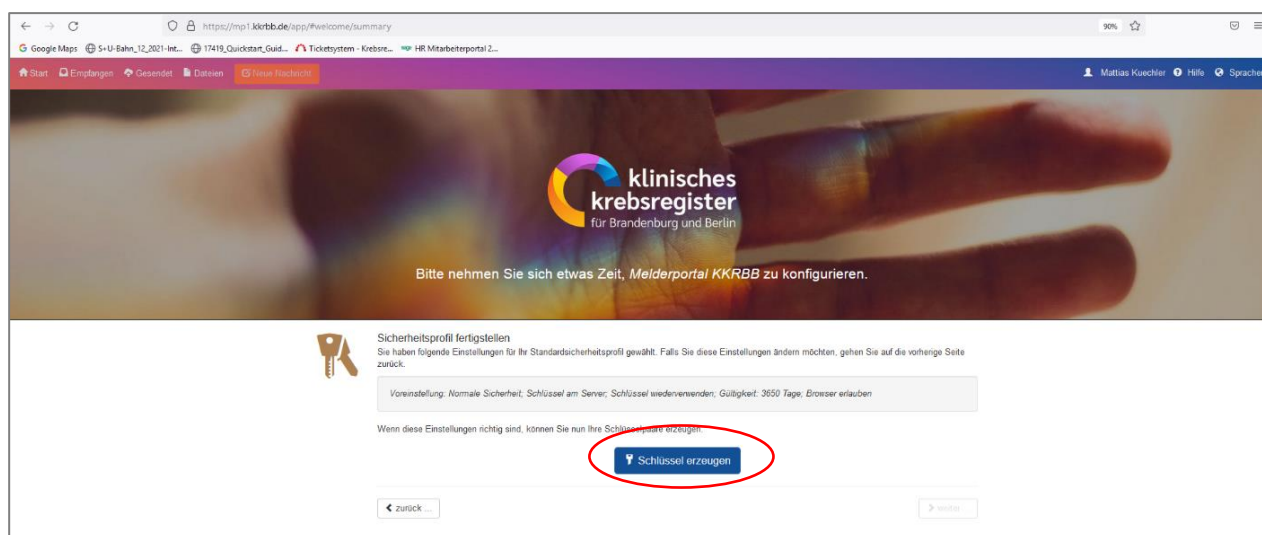 https://mp1.kkrbb.de/app/#welcome/summary
90%
Google Maps S+U-Bahn_12_2021-Int... 17419_Quickstart_Guid... Ticketsystem - Krebsre... HR Mitarbeiterportal 2...
Start Empfangen Gesendet Dateien Neue Nachricht Mattias Kuechler Hilfe Sprachen
klinisches
krebsregister
für Brandenburg und Berlin
Bitte nehmen Sie sich etwas Zeit, Melderportal KKRBB zu konfigurieren.
Sicherheitsprofil fertigstellen
Sie haben folgende Einstellungen für Ihr Standardsicherheitsprofil gewählt. Falls Sie diese Einstellungen ändern möchten, gehen Sie auf die vorherige Seite
zurück.
Voreinstellung: Normale Sicherheit; Schlüssel am Server; Schlüssel wiederverwenden; Gültigkeit: 3650 Tage; Browser erlauben
Wenn diese Einstellungen richtig sind, können Sie nun Ihre Schlüsselpaare erzeugen.
Schlüssel erzeugen
zurück ...
weiter